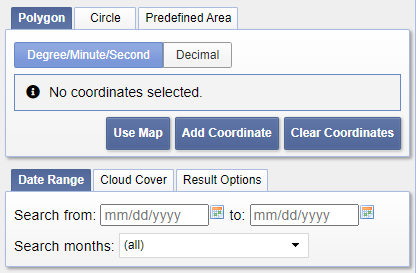 Polygon Circle Predefined Area
Degree/Minute/Second Decimal
No coordinates selected.
Use Map Add Coordinate Clear Coordinates
Date Range Cloud Cover Result Options
Search from: mm/dd/yyyy to: mm/dd/yyyy
Search months: (all)